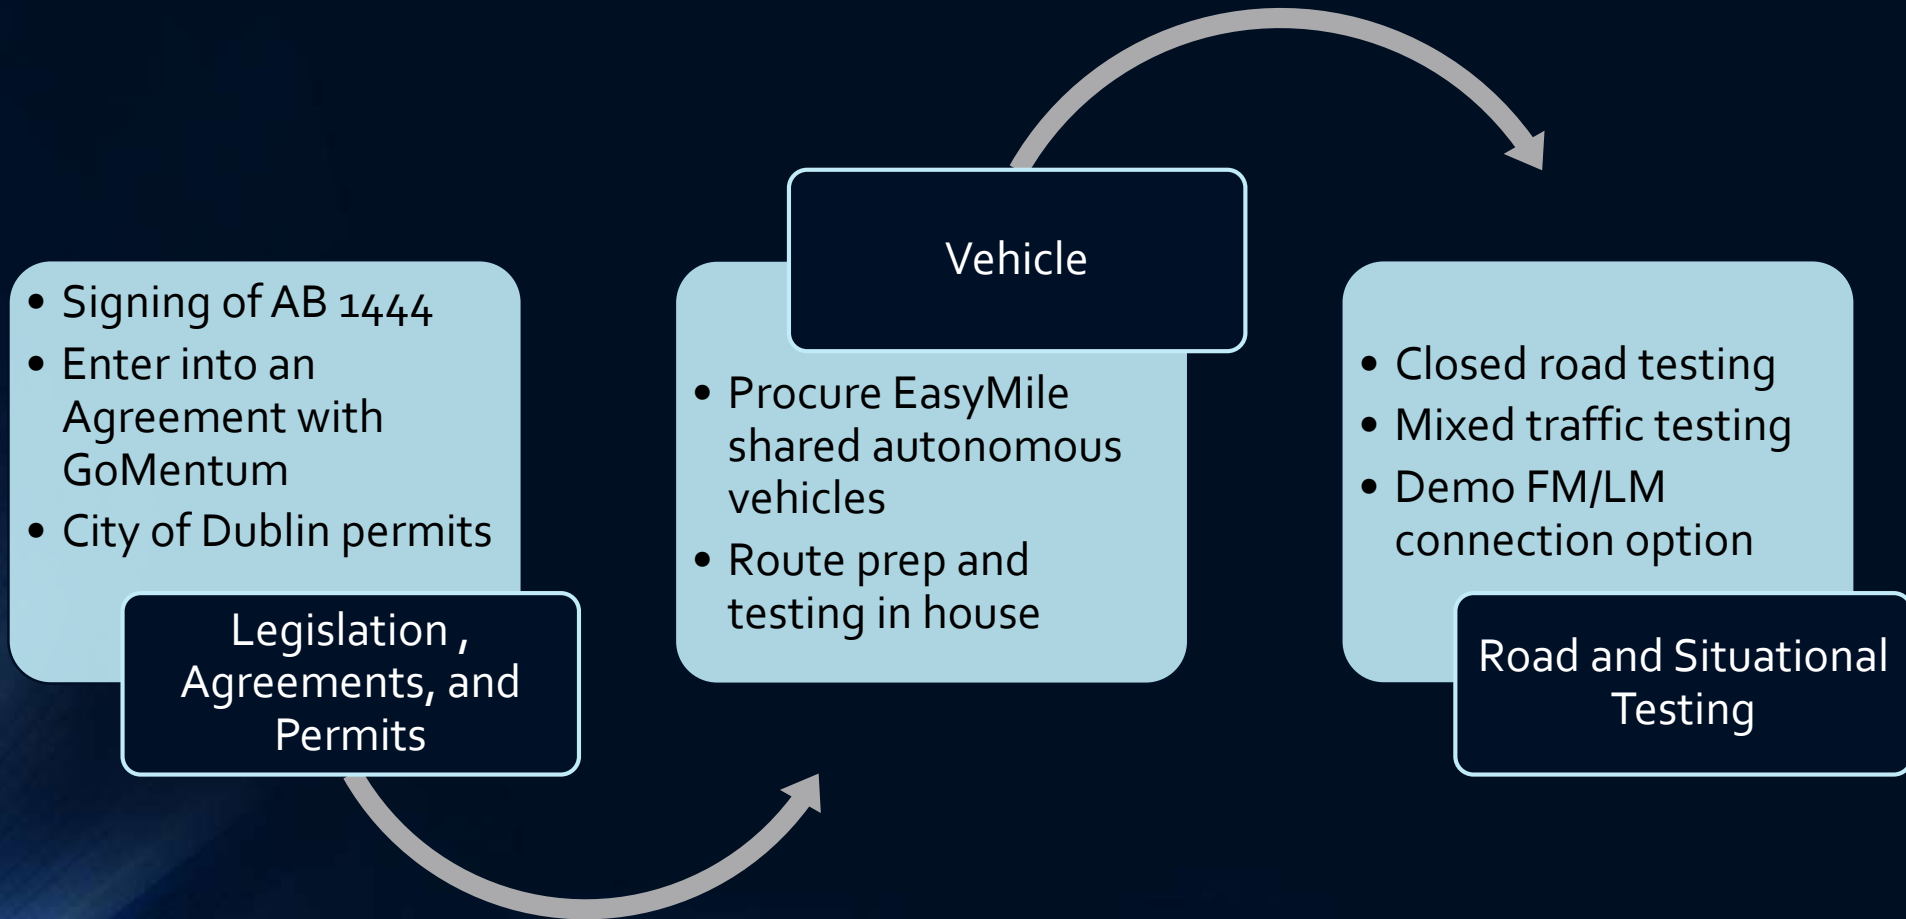 • Signing of AB 1444
• Enter into an
Agreement with
GoMentum
• City of Dublin permits
Legislation ,
Agreements, and
Permits
Vehicle
• Procure EasyMile
shared autonomous
vehicles
• Route prep and
testing in house
• Closed road testing
• Mixed traffic testing
• Demo FM/LM
connection option
Road and Situational
Testing